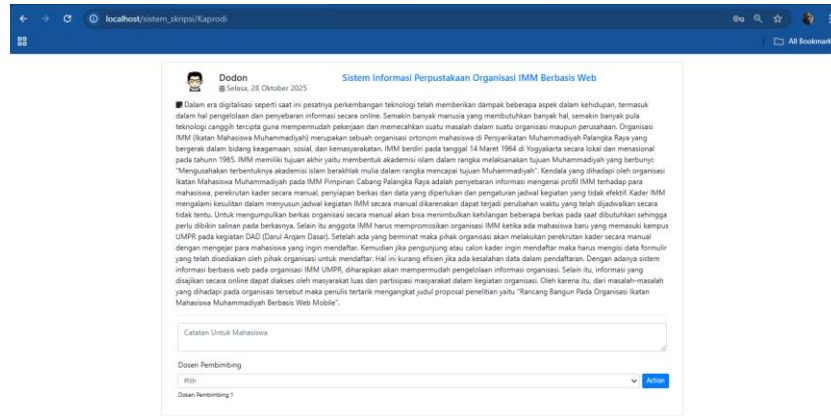 localhost/sistem_skripsi/Kaprodi
All Bookmark
Dodon
Selasa, 28 Oktober 2025
Sistem Informasi Perpustakaan Organisasi IMM Berbasis Web
Dalam era digitalisasi seperti saat ini pesatnya perkembangan teknologi telah memberikan dampak beberapa aspek dalam kehidupan, termasuk
dalam hal pengelolaan dan penyebaran informasi secara online. Semakin banyak manusia yang membutuhkan banyak hal, semakin banyak pula
teknologi canggih tercipta guna mempermudah pekerjaan dan memecahkan suatu masalah dalam suatu organisasi maupun perusahaan. Organisasi
IMM (Ikatan Mahasiswa Muhammadiyah) merupakan sebuah organisasi ortonom mahasiswa di Persyarikatan Muhammadiyah Palangka Raya yang
bergerak dalam bidang keagamaan, sosial, dan kemasyarakatan. IMM berdiri pada tanggal 14 Maret 1964 di Yogyakarta secara lokal dan menasional
pada tahunn 1965. IMM memiliki tujuan akhir yaitu membentuk akademisi islam dalam rangka melaksanakan tujuan Muhammadiyah yang berbunyi:
"Mengusahakan terbentuknya akademisi islam berakhlak mulia dalam rangka mencapai tujuan Muhammadiyah". Kendala yang dihadapi oleh organisasi
Ikatan Mahasiswa Muhammadiyah pada IMM Pimpinan Cabang Palangka Raya adalah penyebaran informasi mengenai profil IMM terhadap para
mahasiswa, perekrutan kader secara manual, penyiapan berkas dan data yang diperlukan dan pengaturan jadwal kegiatan yang tidak efektif. Kader IMM
mengalami kesulitan dalam menyusun jadwal kegiatan IMM secara manual dikarenakan dapat terjadi perubahan waktu yang telah dijadwalkan secara
tidak tentu. Untuk mengumpulkan berkas organisasi secara manual akan bisa menimbulkan kehilangan beberapa berkas pada saat dibutuhkan sehingga
perlu dibikin salinan pada berkasnya. Selain itu anggota IMM harus mempromosikan organisasi IMM ketika ada mahasiswa baru yang memasuki kampus
UMPR pada kegiatan DAD (Darul Arqam Dasar). Setelah ada yang berminat maka pihak organisasi akan melakukan perekrutan kader secara manual
dengan mengejar para mahasiswa yang ingin mendaftar. Kemudian jika pengunjung atau calon kader ingin mendaftar maka harus mengisi data formulir
yang telah disediakan oleh pihak organisasi untuk mendaftar. Hal ini kurang efisien jika ada kesalahan data dalam pendaftaran. Dengan adanya sistem
informasi berbasis web pada organisasi IMM UMPR, diharapkan akan mempermudah pengelolaan informasi organisasi. Selain itu, informasi yang
disajikan secara online dapat diakses oleh masyarakat luas dan partisipasi masyarakat dalam kegiatan organisasi. Oleh karena itu, dari masalah-masalah
yang dihadapi pada organisasi tersebut maka penulis tertarik mengangkat judul proposal penelitian yaitu "Rancang Bangun Pada Organisasi Ikatan
Mahasiswa Muhammadiyah Berbasis Web Mobile".
Catatan Untuk Mahasiswa
Dosen Pembimbing
Pilih
Action
Dosen Pembimbing 1